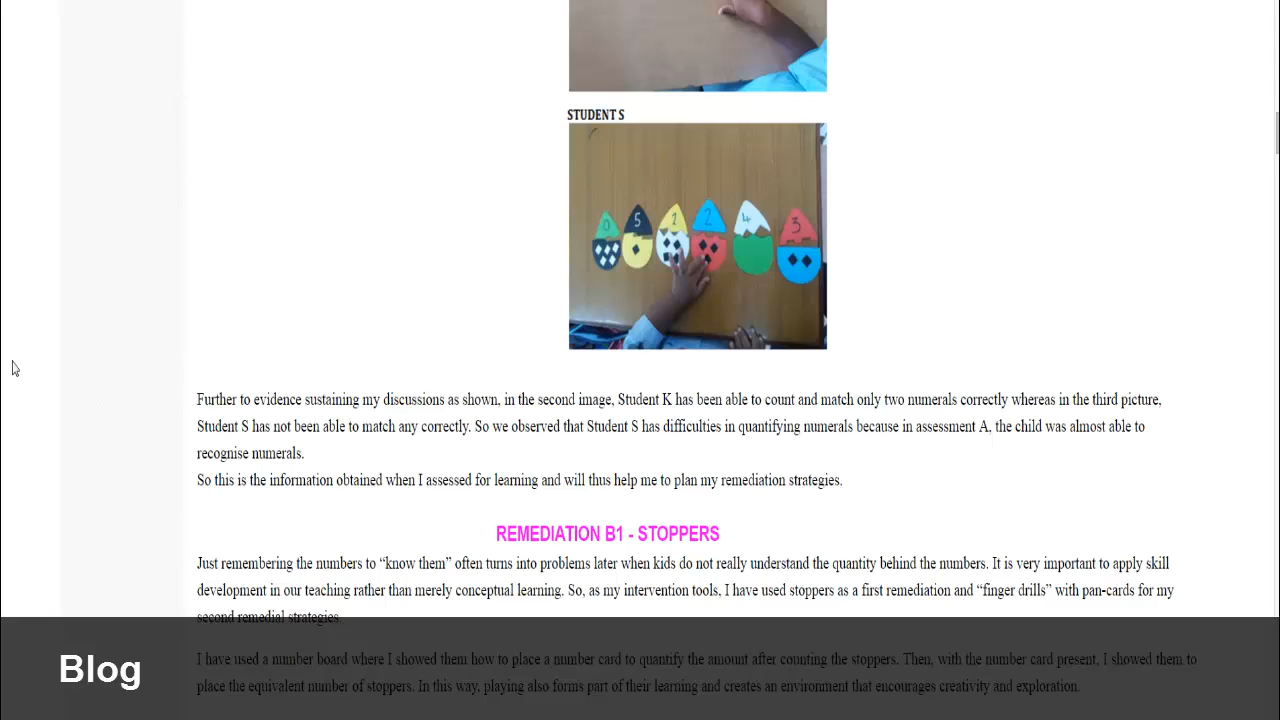 STUDENT S
0 5 1 2 4 3
Further to evidence sustaining my discussions as shown, in the second image, Student K has been able to count and match only two numerals correctly whereas in the third picture,
Student S has not been able to match any correctly. So we observed that Student S has difficulties in quantifying numerals because in assessment A, the child was almost able to
recognise numerals.
So this is the information obtained when I assessed for learning and will thus help me to plan my remediation strategies.
REMEDIATION B1 - STOPPERS
Just remembering the numbers to “know them” often turns into problems later when kids do not really understand the quantity behind the numbers. It is very important to apply skill
development in our teaching rather than merely conceptual learning. So, as my intervention tools, I have used stoppers as a first remediation and “finger drills” with pan-cards for my
second remedial strategies.
I have used a number board where I showed them how to place a number card to quantify the amount after counting the stoppers. Then, with the number card present, I showed them to
place the equivalent number of stoppers. In this way, playing also forms part of their learning and creates an environment that encourages creativity and exploration.
Blog